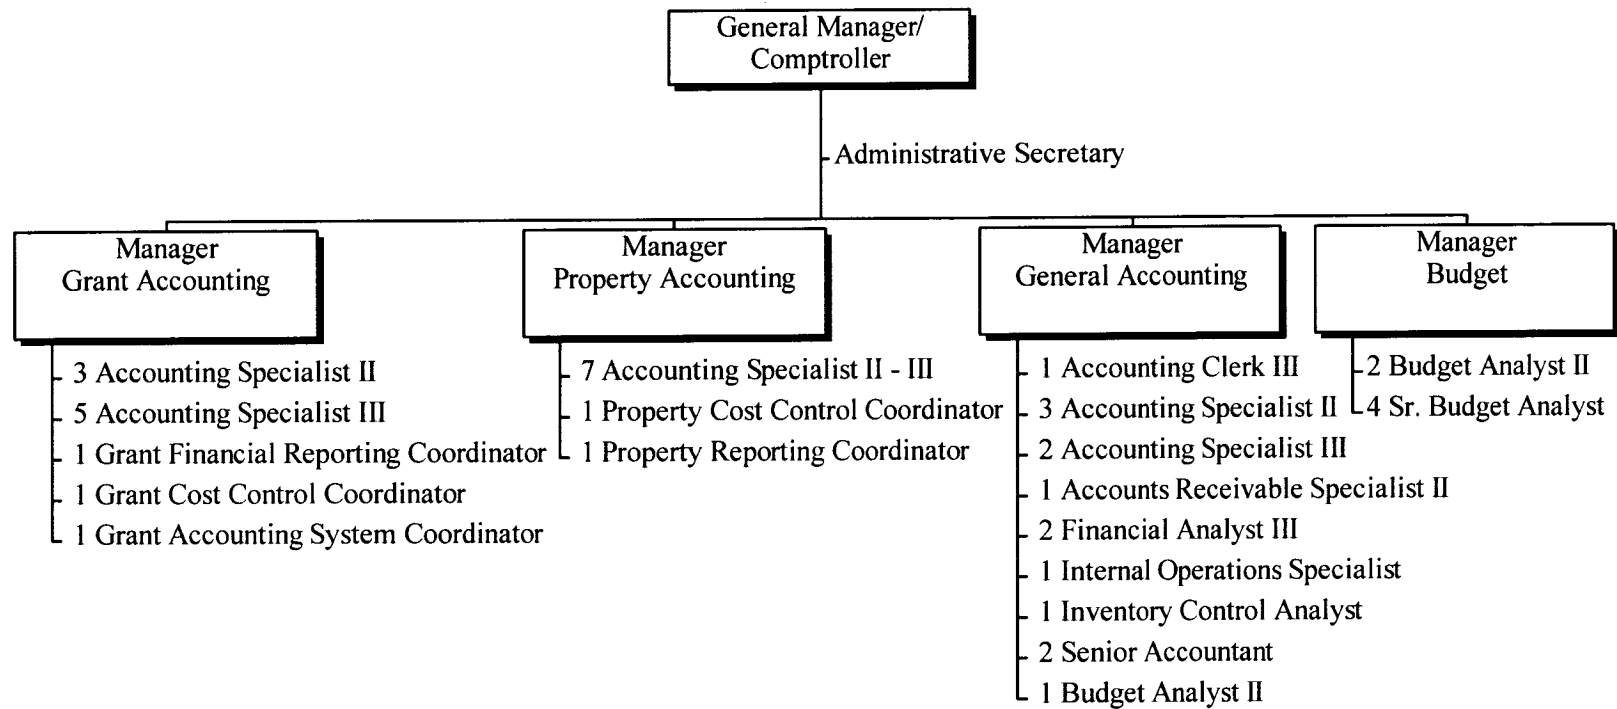 General Manager/
Comptroller
Administrative Secretary
Manager
Grant Accounting
3 Accounting Specialist II
5 Accounting Specialist III
1 Grant Financial Reporting Coordinator
1 Grant Cost Control Coordinator
1 Grant Accounting System Coordinator
Manager
Property Accounting
7 Accounting Specialist II - III
1 Property Cost Control Coordinator
1 Property Reporting Coordinator
Manager
General Accounting
1 Accounting Clerk III
3 Accounting Specialist II
2 Accounting Specialist III
1 Accounts Receivable Specialist II
2 Financial Analyst III
1 Internal Operations Specialist
1 Inventory Control Analyst
2 Senior Accountant
1 Budget Analyst II
Manager
Budget
2 Budget Analyst II
4 Sr. Budget Analyst